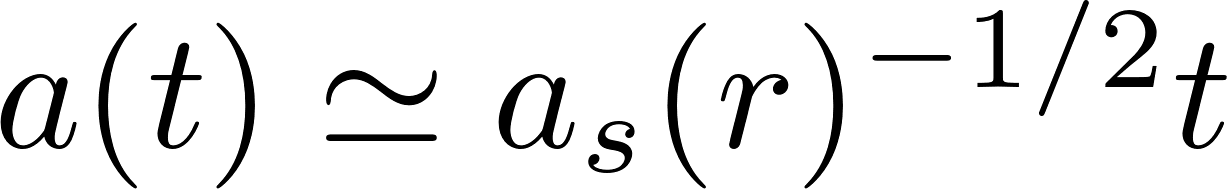 a(t) ≃ a_s(r)^{-1/2}t